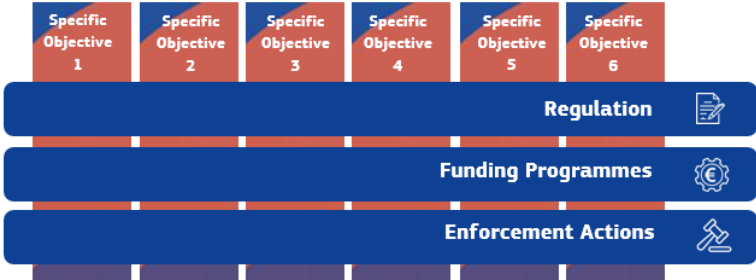 Specific
Objective
1
Specific
Objective
2
Specific
Objective
3
Specific
Objective
4
Specific
Objective
5
Specific
Objective
6
Regulation
Funding Programmes
€
Enforcement Actions